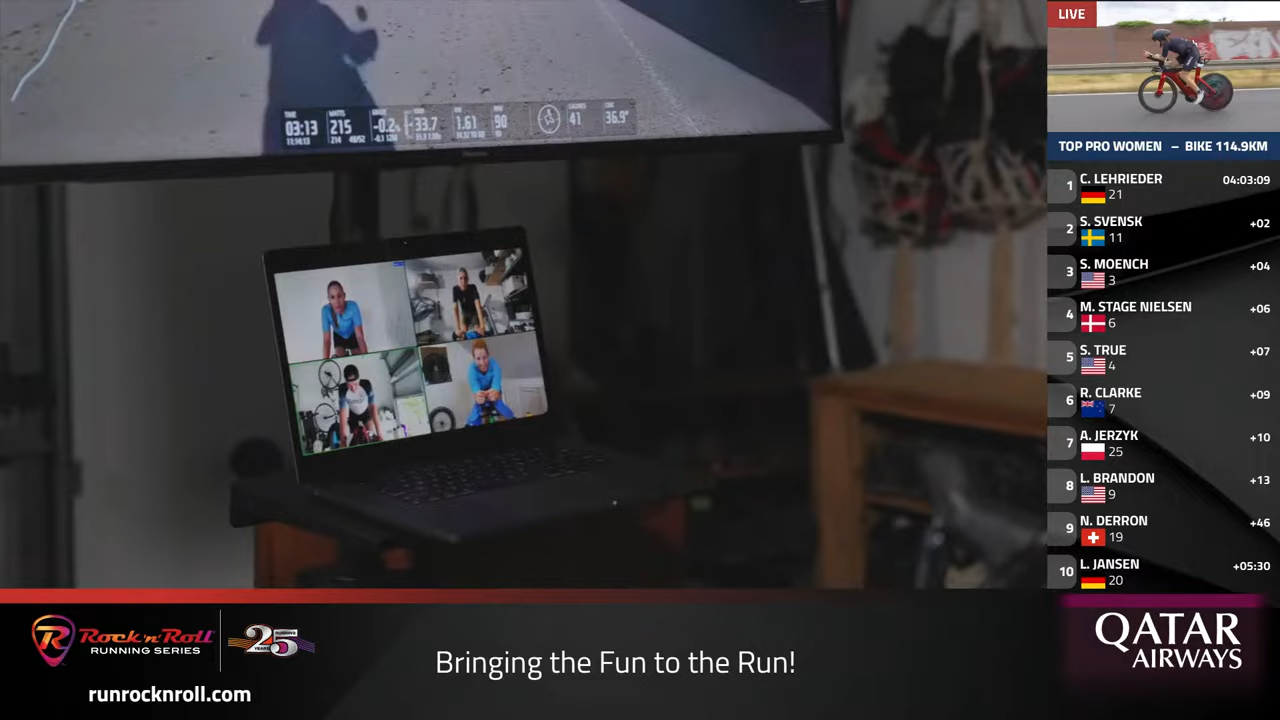 TIME
03:13
WATTS
215
-0.2%
-33.7
1.61
90
CALORIES
41
36.9°
LIVE
TOP PRO WOMEN – BIKE 114.9KM
1 C. LEHRIEDER 04:03:09
21
2 S. SVENSK +02
11
3 S. MOENCH +04
3
4 M. STAGE NIELSEN +06
6
5 S. TRUE +07
4
6 R. CLARKE +09
7
7 A. JERZYK +10
25
8 L. BRANDON +13
9
9 N. DERRON +46
19
10 L. JANSEN +05:30
20
Rock 'n' Roll
RUNNING SERIES
25
YEARS
runrocknroll.com
Bringing the Fun to the Run!
QATAR
AIRWAYS